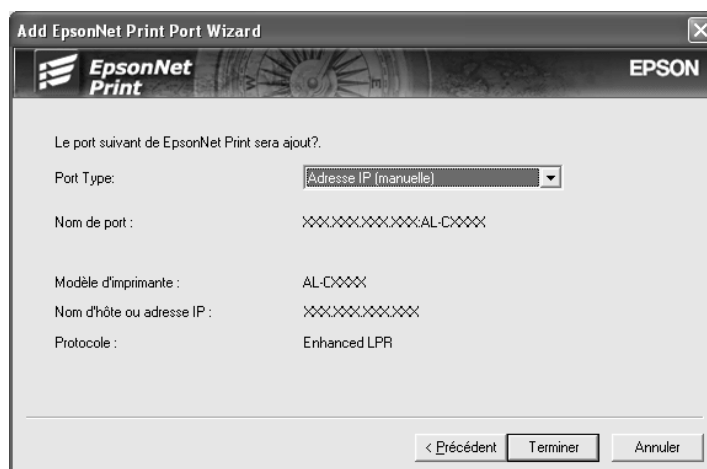 Add EpsonNet Print Port Wizard
EpsonNet
Print
EPSON
Le port suivant de EpsonNet Print sera ajout?.
Port Type: Adresse IP (manuelle)
Nom de port : XXX.XXX.XXX.XXX:AL-CXXXX
Modèle d'imprimante : AL-CXXXX
Nom d'hôte ou adresse IP : XXX.XXX.XXX.XXX
Protocole : Enhanced LPR
< Précédent Terminer Annuler